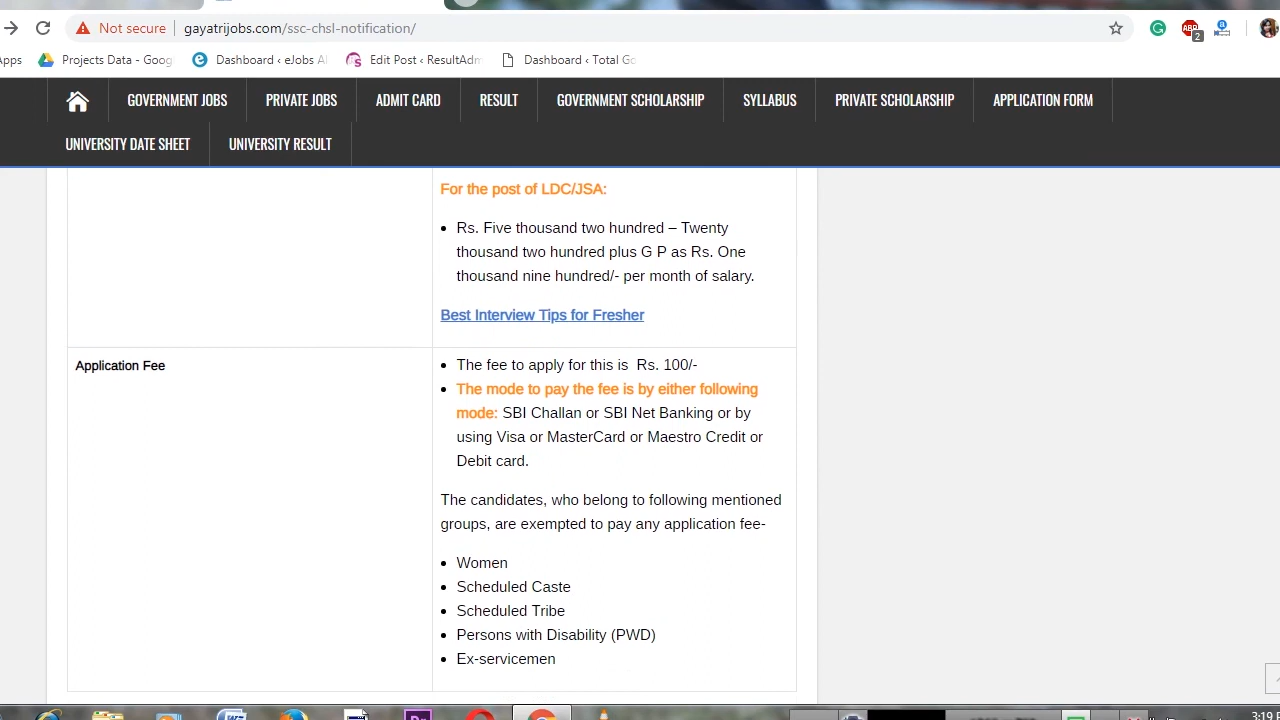 Not secure gayatrijobs.com/ssc-chsl-notification/
ABP 2
Apps Projects Data - Goog Dashboard ‹ eJobs Al Edit Post ‹ ResultAdm Dashboard ‹ Total Go
GOVERNMENT JOBS PRIVATE JOBS ADMIT CARD RESULT GOVERNMENT SCHOLARSHIP SYLLABUS PRIVATE SCHOLARSHIP APPLICATION FORM
UNIVERSITY DATE SHEET UNIVERSITY RESULT
For the post of LDC/JSA:
Rs. Five thousand two hundred – Twenty
thousand two hundred plus G P as Rs. One
thousand nine hundred/- per month of salary.
Best Interview Tips for Fresher
Application Fee
The fee to apply for this is Rs. 100/-
The mode to pay the fee is by either following
mode: SBI Challan or SBI Net Banking or by
using Visa or MasterCard or Maestro Credit or
Debit card.
The candidates, who belong to following mentioned
groups, are exempted to pay any application fee-
Women
Scheduled Caste
Scheduled Tribe
Persons with Disability (PWD)
Ex-servicemen